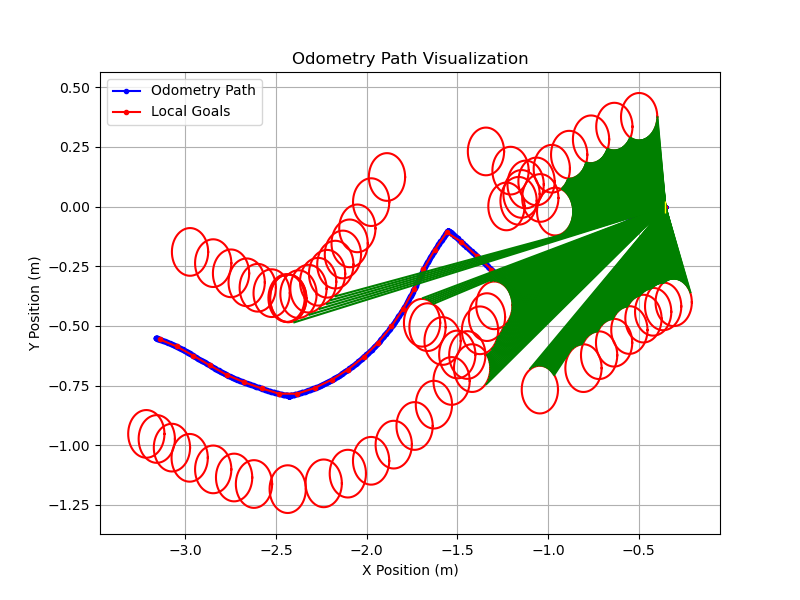 Odometry Path Visualization
Odometry Path
Local Goals
Y Position (m)
0.50
0.25
0.00
−0.25
−0.50
−0.75
−1.00
−1.25
−3.0 −2.5 −2.0 −1.5 −1.0 −0.5
X Position (m)